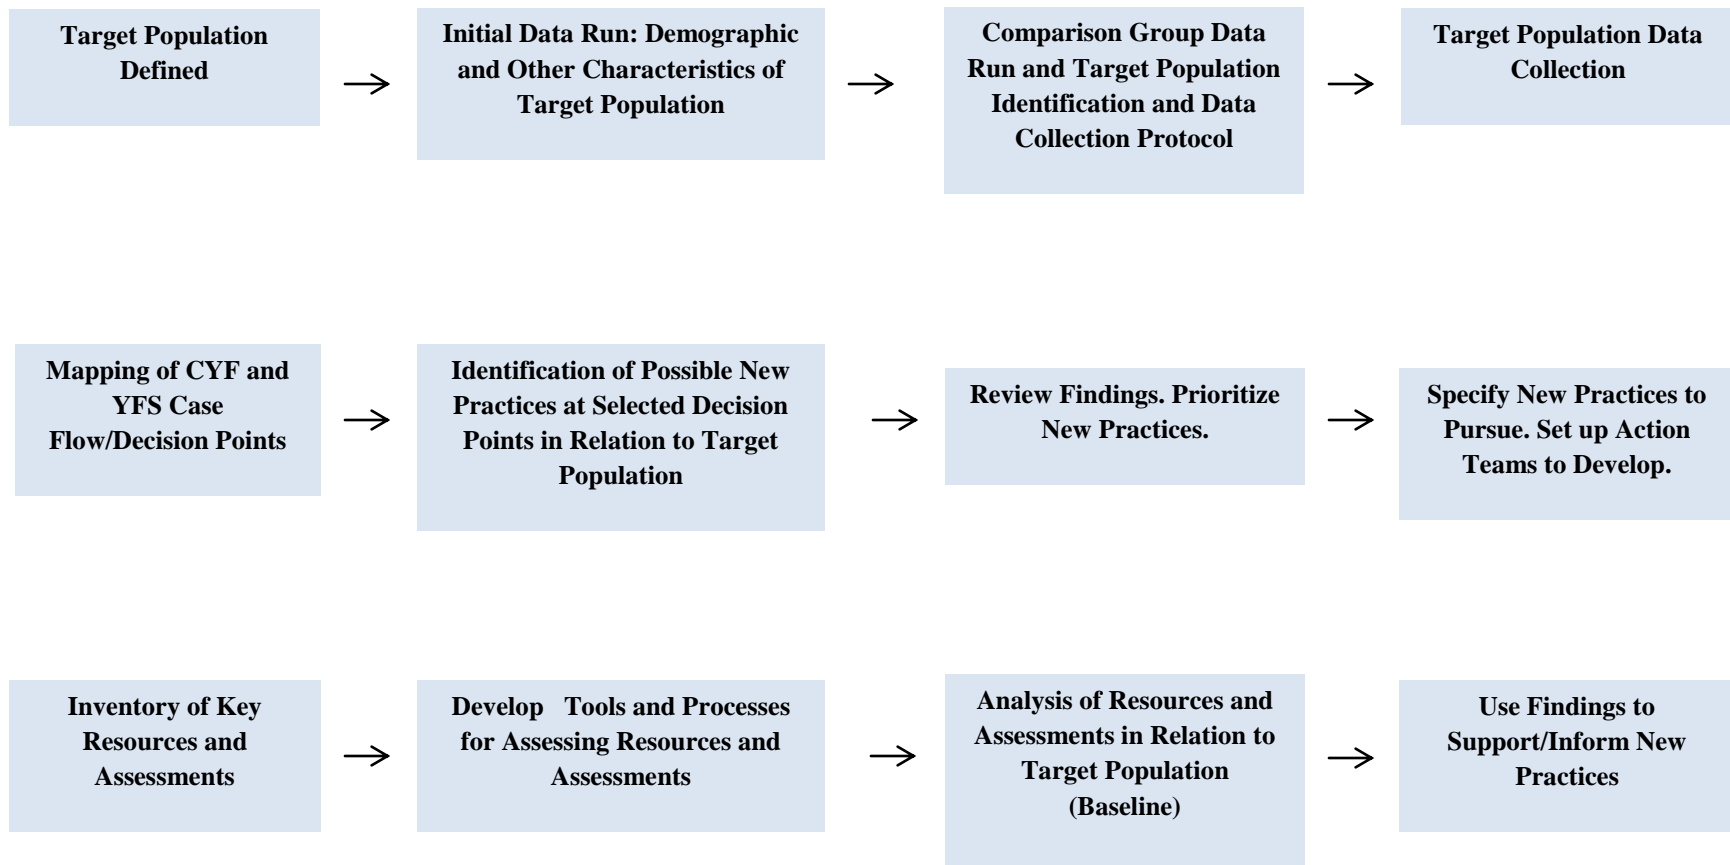 Target Population
Defined
Initial Data Run: Demographic
and Other Characteristics of
Target Population
Comparison Group Data
Run and Target Population
Identification and Data
Collection Protocol
Target Population Data
Collection
Mapping of CYF and
YFS Case
Flow/Decision Points
Identification of Possible New
Practices at Selected Decision
Points in Relation to Target
Population
Review Findings. Prioritize
New Practices.
Specify New Practices to
Pursue. Set up Action
Teams to Develop.
Inventory of Key
Resources and
Assessments
Develop Tools and Processes
for Assessing Resources and
Assessments
Analysis of Resources and
Assessments in Relation to
Target Population
(Baseline)
Use Findings to
Support/Inform New
Practices